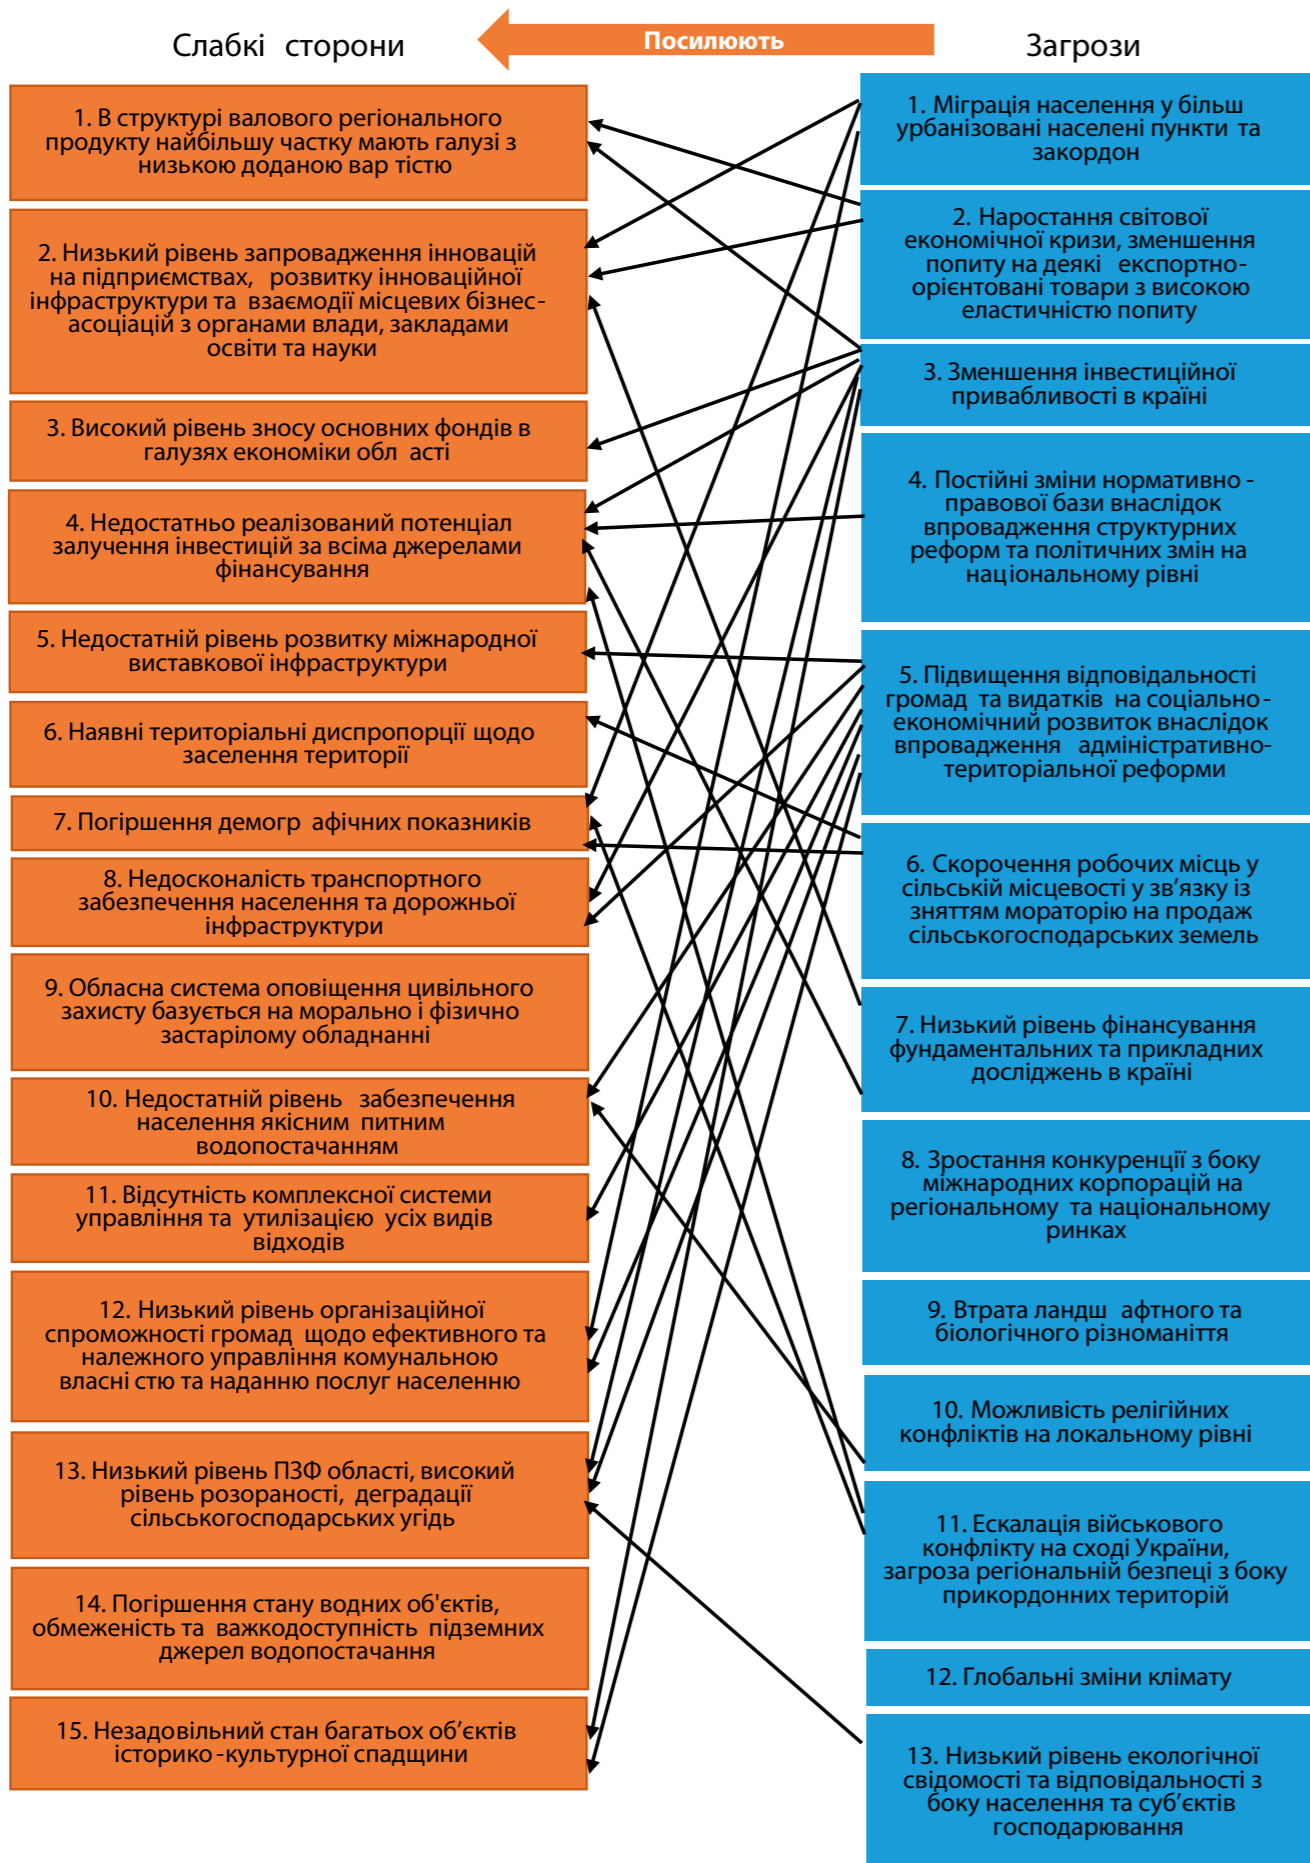 Слабкі сторони
Посилюють
Загрози
1. В структурі валового регіонального
продукту найбільшу частку мають галузі з
низькою доданою вар тістю
2. Низький рівень запровадження інновацій
на підприємствах, розвитку інноваційної
інфраструктури та взаємодії місцевих бізнес-
асоціацій з органами влади, закладами
освіти та науки
3. Високий рівень зносу основних фондів в
галузях економіки обл асті
4. Недостатньо реалізований потенціал
залучення інвестицій за всіма джерелами
фінансування
5. Недостатній рівень розвитку міжнародної
виставкової інфраструктури
6. Наявні територіальні диспропорції щодо
заселення території
7. Погіршення демогр афічних показників
8. Недосконалість транспортного
забезпечення населення та дорожньої
інфраструктури
9. Обласна система оповіщення цивільного
захисту базується на морально і фізично
застарілому обладнанні
10. Недостатній рівень забезпечення
населення якісним питним
водопостачанням
11. Відсутність комплексної системи
управління та утилізацією усіх видів
відходів
12. Низький рівень організаційної
спроможності громад щодо ефективного та
належного управління комунальною
власні стю та наданню послуг населенню
13. Низький рівень ПЗФ області, високий
рівень розораності, деградації
сільськогосподарських угідь
14. Погіршення стану водних об'єктів,
обмеженість та важкодоступність підземних
джерел водопостачання
15. Незадовільний стан багатьох об’єктів
історико-культурної спадщини
1. Міграція населення у більш
урбанізовані населені пункти та
закордон
2. Наростання світової
економічної кризи, зменшення
попиту на деякі експортно-
орієнтовані товари з високою
еластичністю попиту
3. Зменшення інвестиційної
привабливості в країні
4. Постійні зміни нормативно-
правової бази внаслідок
впровадження структурних
реформ та політичних змін на
національному рівні
5. Підвищення відповідальності
громад та видатків на соціально-
економічний розвиток внаслідок
впровадження адміністративно-
територіальної реформи
6. Скорочення робочих місць у
сільській місцевості у зв’язку із
зняттям мораторію на продаж
сільськогосподарських земель
7. Низький рівень фінансування
фундаментальних та прикладних
досліджень в країні
8. Зростання конкуренції з боку
міжнародних корпорацій на
регіональному та національному
ринках
9. Втрата ландш афтного та
біологічного різноманіття
10. Можливість релігійних
конфліктів на локальному рівні
11. Ескалація військового
конфлікту на сході України,
загроза регіональній безпеці з боку
прикордонних територій
12. Глобальні зміни клімату
13. Низький рівень екологічної
свідомості та відповідальності з
боку населення та суб’єктів
господарювання